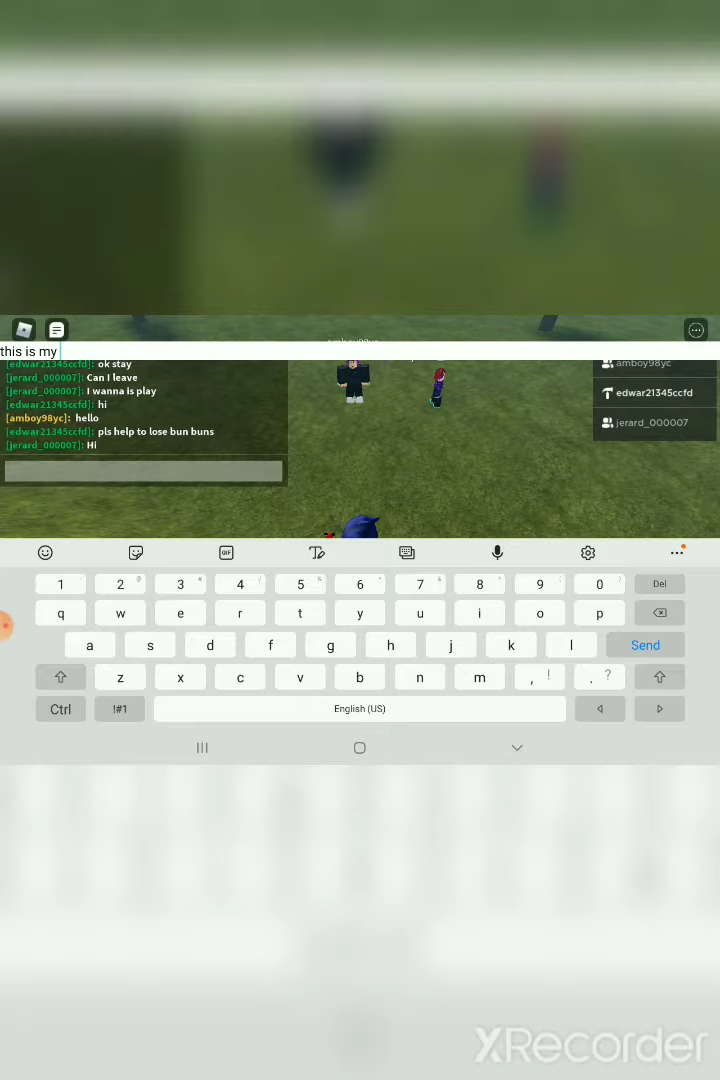 this is my
[edwar21345ccfd]: ok stay
[jerard_000007]: Can I leave
[jerard_000007]: I wanna is play
[edwar21345ccfd]: hi
[amboy98yc]: hello
[edwar21345ccfd]: pls help to lose bun buns
[jerard_000007]: Hi
amboy98yc
edwar21345ccfd
jerard_000007
GIF
1 2 3 4 5 6 7 8 9 0 Del
q w e r t y u i o p
a s d f g h j k l Send
z x c v b n m , ! . ?
Ctrl !#1 English (US)
XRecorder